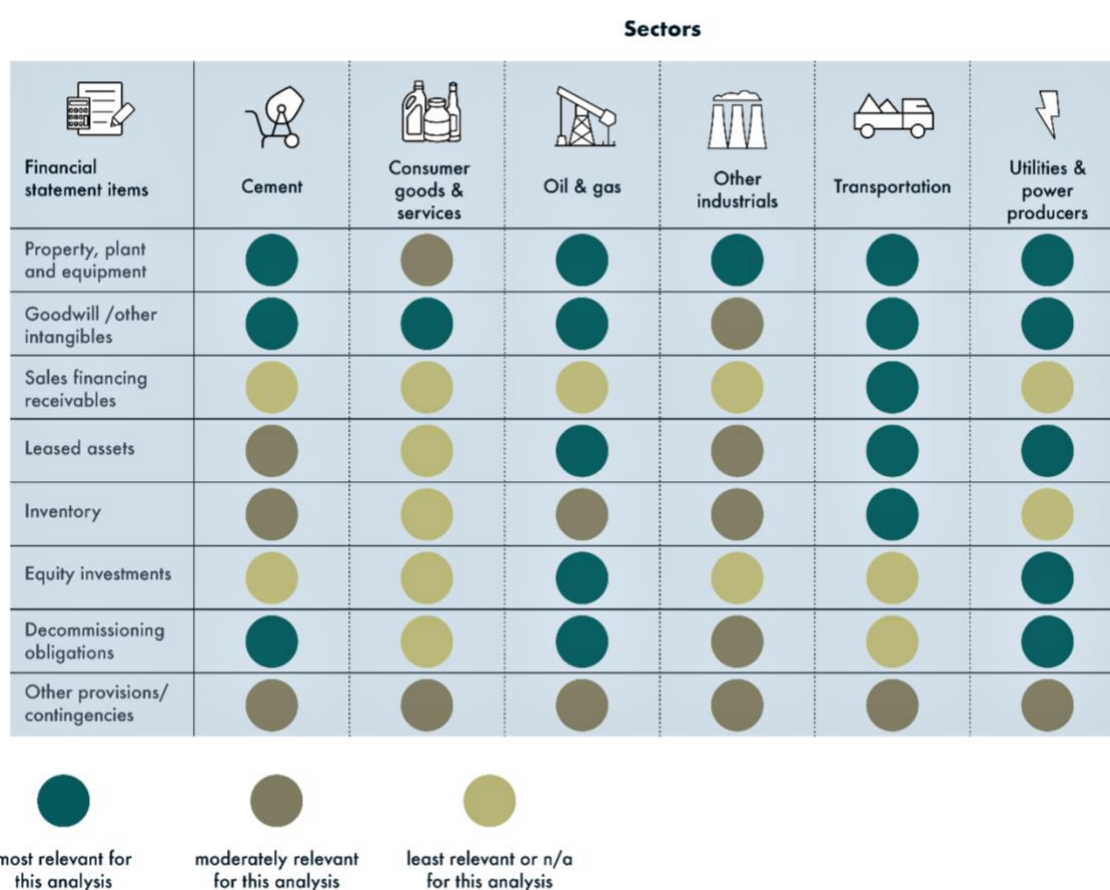 Sectors
Financial
statement items
Cement
Consumer
goods &
services
Oil & gas
Other
industrials
Transportation
Utilities &
power
producers
Property, plant
and equipment
Goodwill /other
intangibles
Sales financing
receivables
Leased assets
Inventory
Equity investments
Decommissioning
obligations
Other provisions/
contingencies
most relevant for
this analysis
moderately relevant
for this analysis
least relevant or n/a
for this analysis